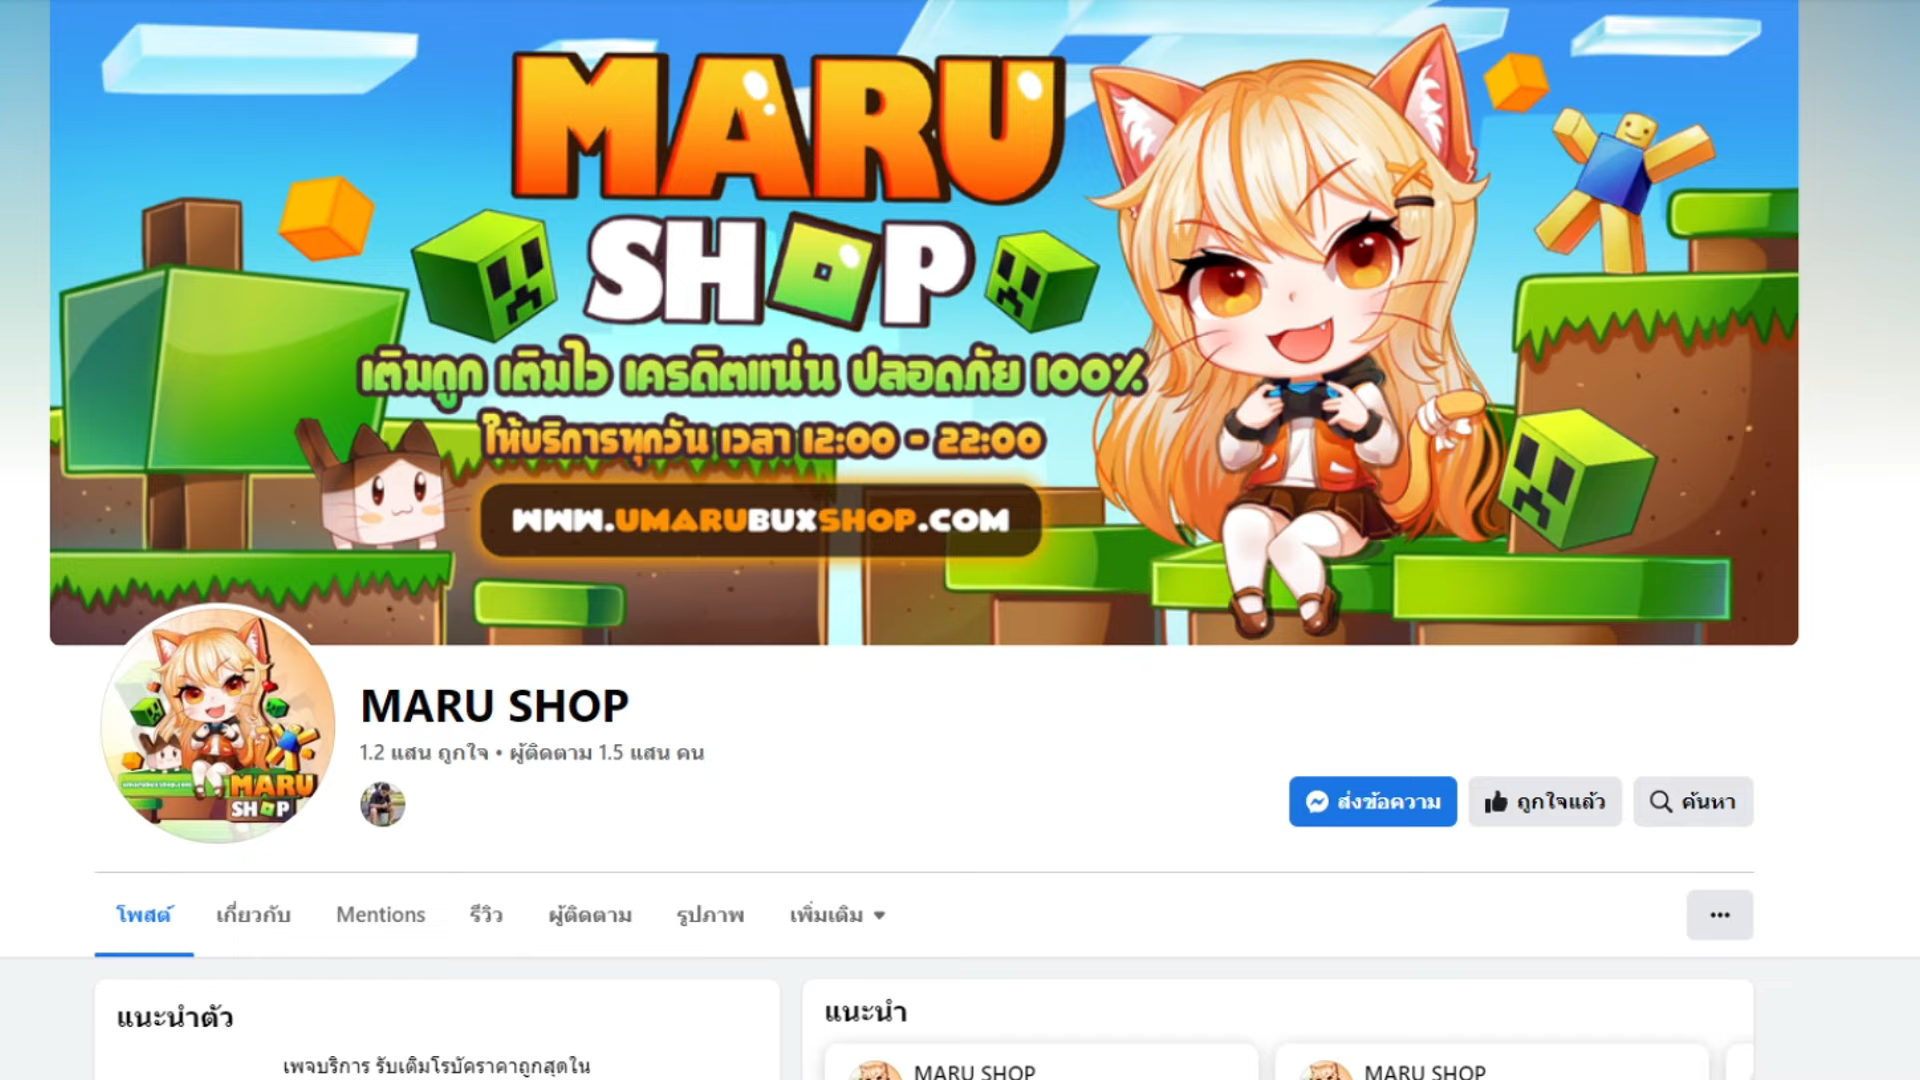 MARU
SHOP
เติมถูก เติมไว เครดิตแน่น ปลอดภัย 100%
ให้บริการทุกวัน เวลา 12:00 - 22:00
WWW.UMARUBUXSHOP.COM
MARU
SHOP
MARU SHOP
1.2 แสน ถูกใจ • ผู้ติดตาม 1.5 แสน คน
ส่งข้อความ ถูกใจแล้ว ค้นหา
โพสต์ เกี่ยวกับ Mentions รีวิว ผู้ติดตาม รูปภาพ เพิ่มเติม
แนะนำตัว
เพจบริการ รับเติมโรบัคราคาถูกสุดใน
แนะนำ
MARU SHOP
MARU SHOP